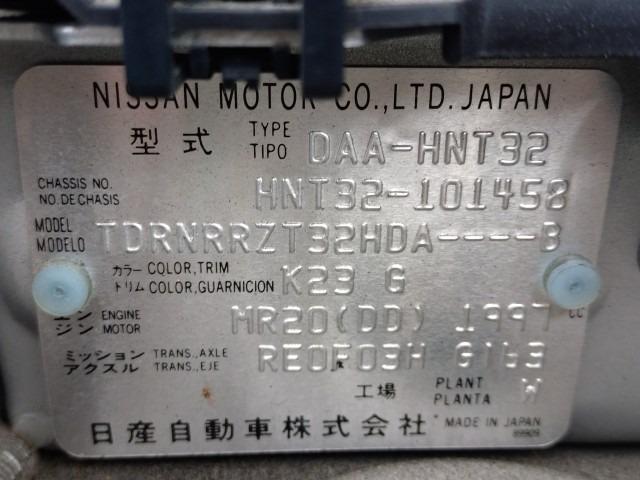 NISSAN MOTOR CO.,LTD. JAPAN
型式 TYPE TIPO DAA-HNT32
CHASSIS NO. NO.DE CHASIS HNT32-101458
MODEL MODELO TDRNRRZT32HDA----B
カラー COLOR,TRIM トリム COLOR,GUARNICION K23 G
エンジン ENGINE MOTOR MR20(DD) 1997 CC
ミッション TRANS.,AXLE アクスル TRANS.,EJE RE0F03H G163
工場 PLANT PLANTA W
日産自動車株式会社 MADE IN JAPAN